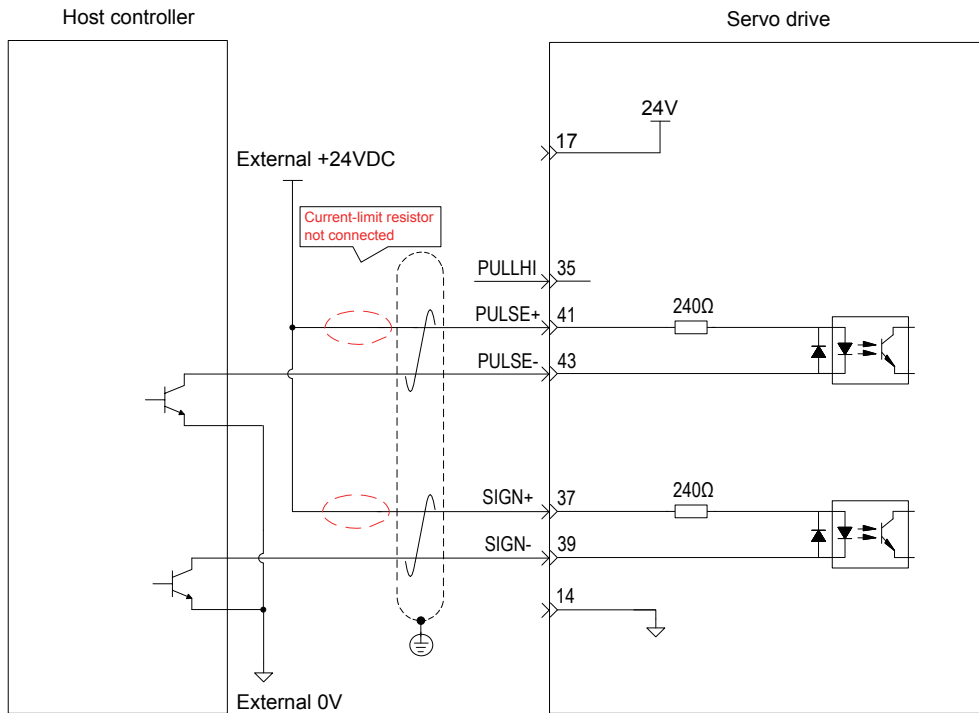 Host controller
Servo drive
24V
17
External +24VDC
Current-limit resistor
not connected
PULLHI
35
PULSE+
41
240Ω
PULSE-
43
SIGN+
37
240Ω
SIGN-
39
14
External 0V